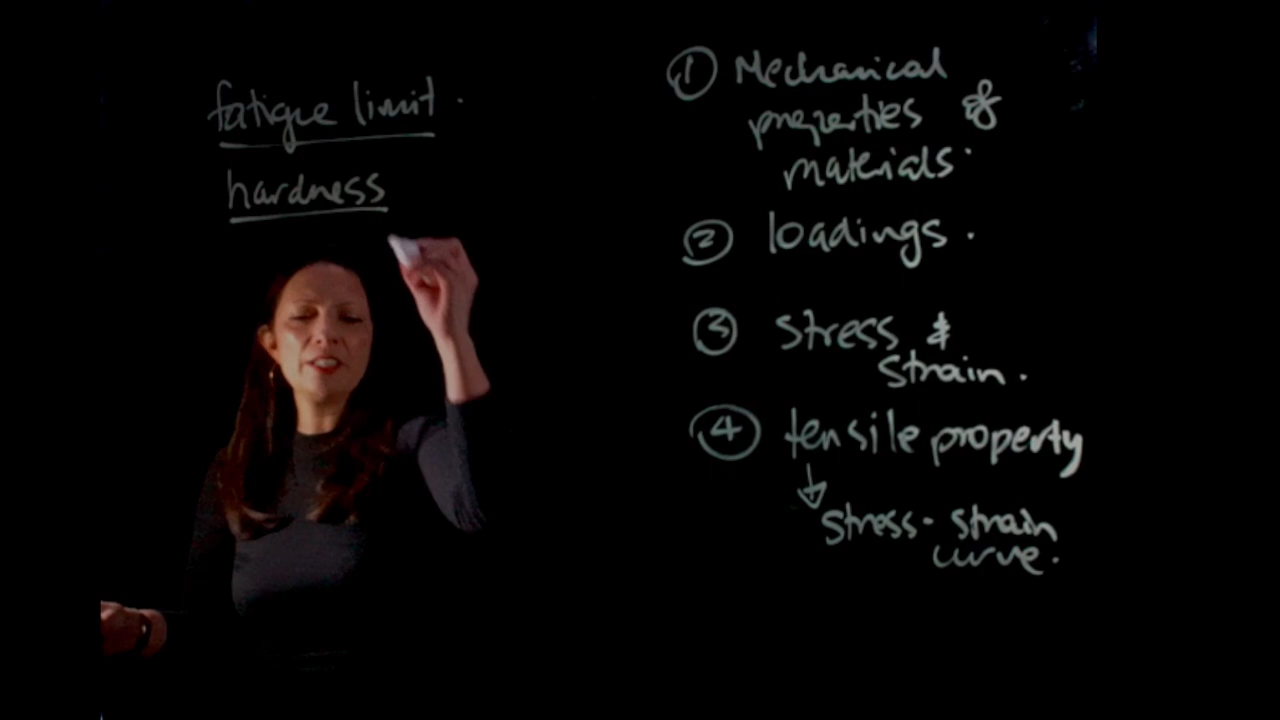 fatigue limit.
hardness
① Mechanical
properties of
materials.
② loadings.
③ stress &
strain.
④ tensile property
↓
stress - strain
curve.